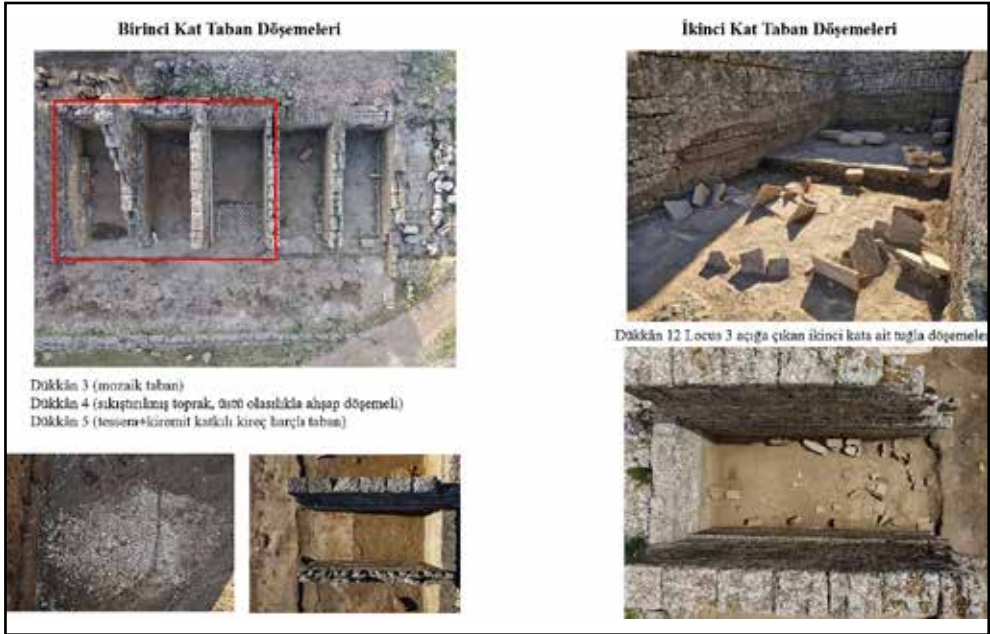 Birinci Kat Taban Döşemeleri
İkinci Kat Taban Döşemeleri
Dükkân 12 Locus 3 açığa çıkan ikinci kata ait tuğla döşemeler
Dükkân 3 (mozaik taban)
Dükkân 4 (sıkıştırılmış toprak, üstü olasılıkla ahşap döşemeli)
Dükkân 5 (tessera+kiremit katkılı kireç harçlı taban)